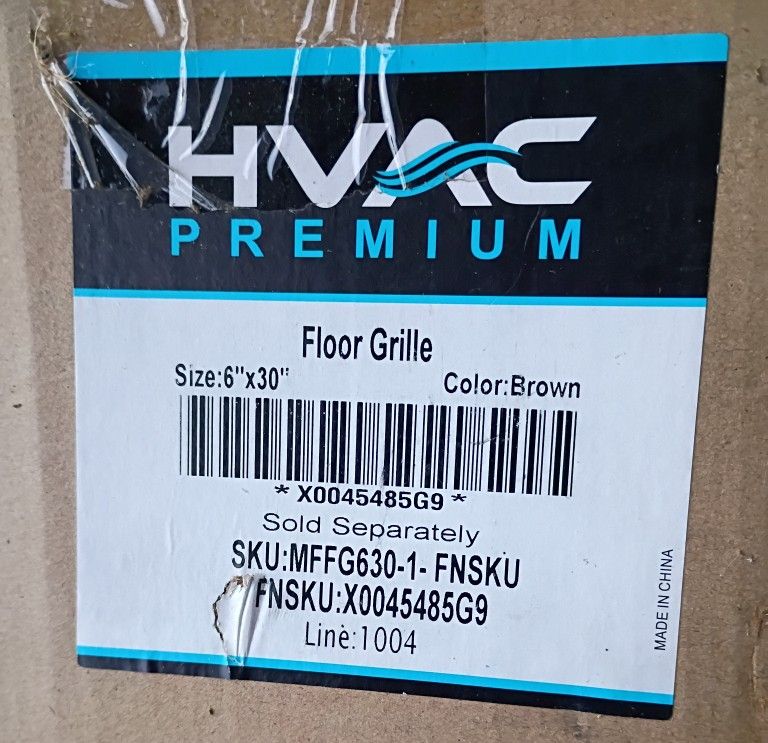 HVAC
PREMIUM
Floor Grille
Size:6"x30" Color:Brown
* X0045485G9 *
Sold Separately
SKU:MFFG630-1- FNSKU
FNSKU:X0045485G9
Line:1004
MADE IN CHINA